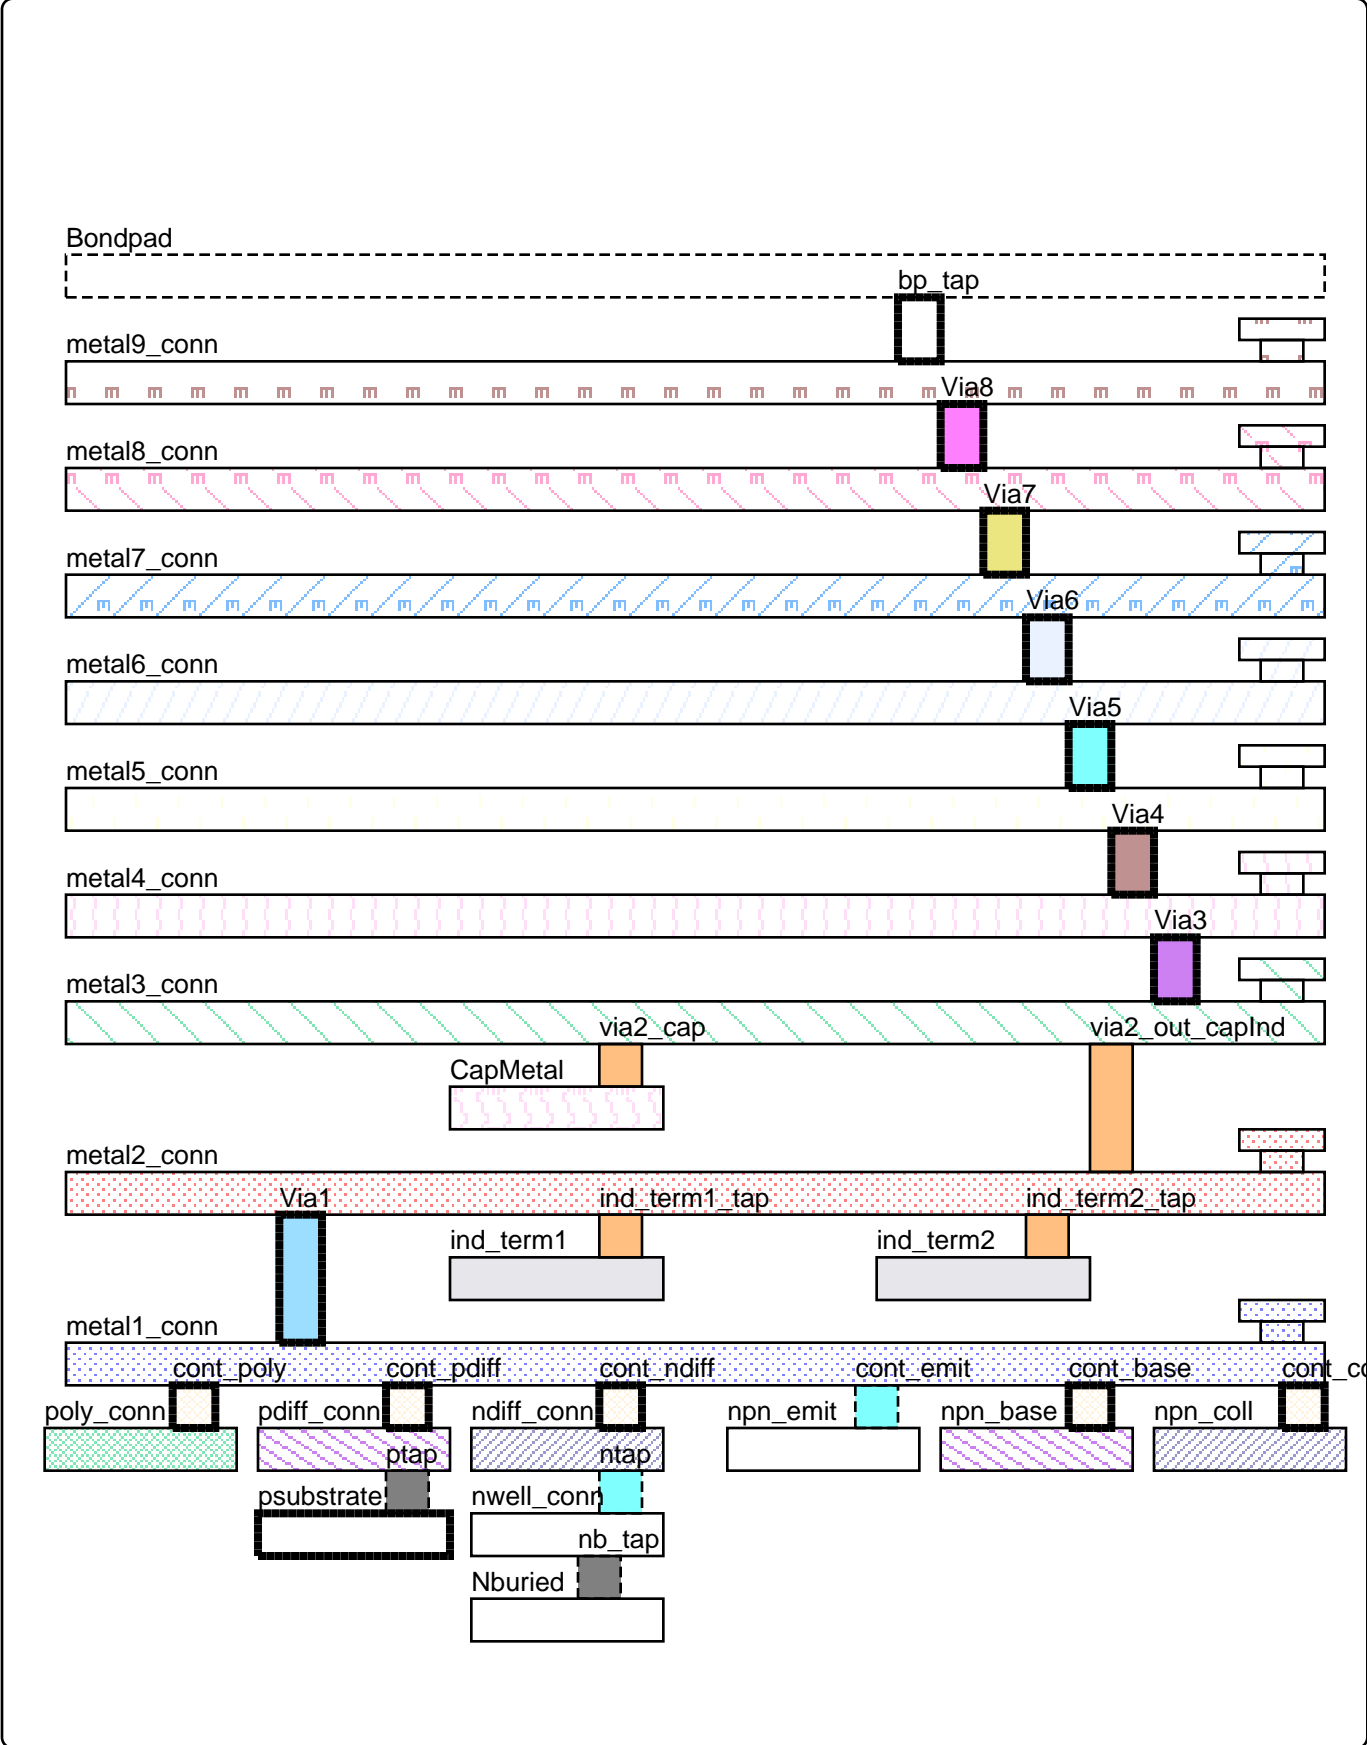 Bondpad
bp_tap
metal9_conn
Via8
metal8_conn
Via7
metal7_conn
Via6
metal6_conn
Via5
metal5_conn
Via4
metal4_conn
Via3
metal3_conn
via2_cap via2_out_capInd
CapMetal
metal2_conn
Via1 ind_term1_tap ind_term2_tap
ind_term1 ind_term2
metal1_conn
cont_poly cont_pdiff cont_ndiff cont_emit cont_base
poly_conn pdiff_conn ndiff_conn npn_emit npn_base npn_coll
ptap ntap
psubstrate nwell_conn
nb_tap
Nburied